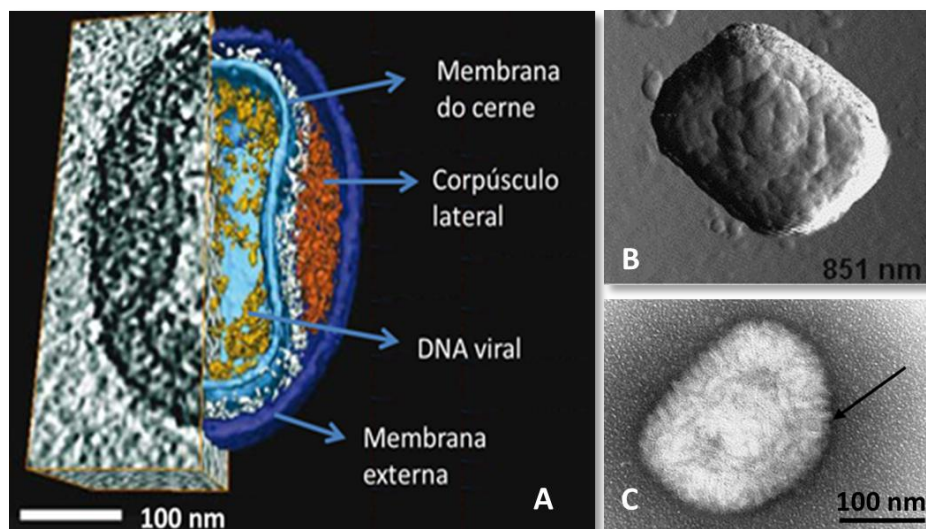 Membrana
do cerne
Corpúsculo
lateral
DNA viral
Membrana
externa
100 nm
A
B
851 nm
C
100 nm